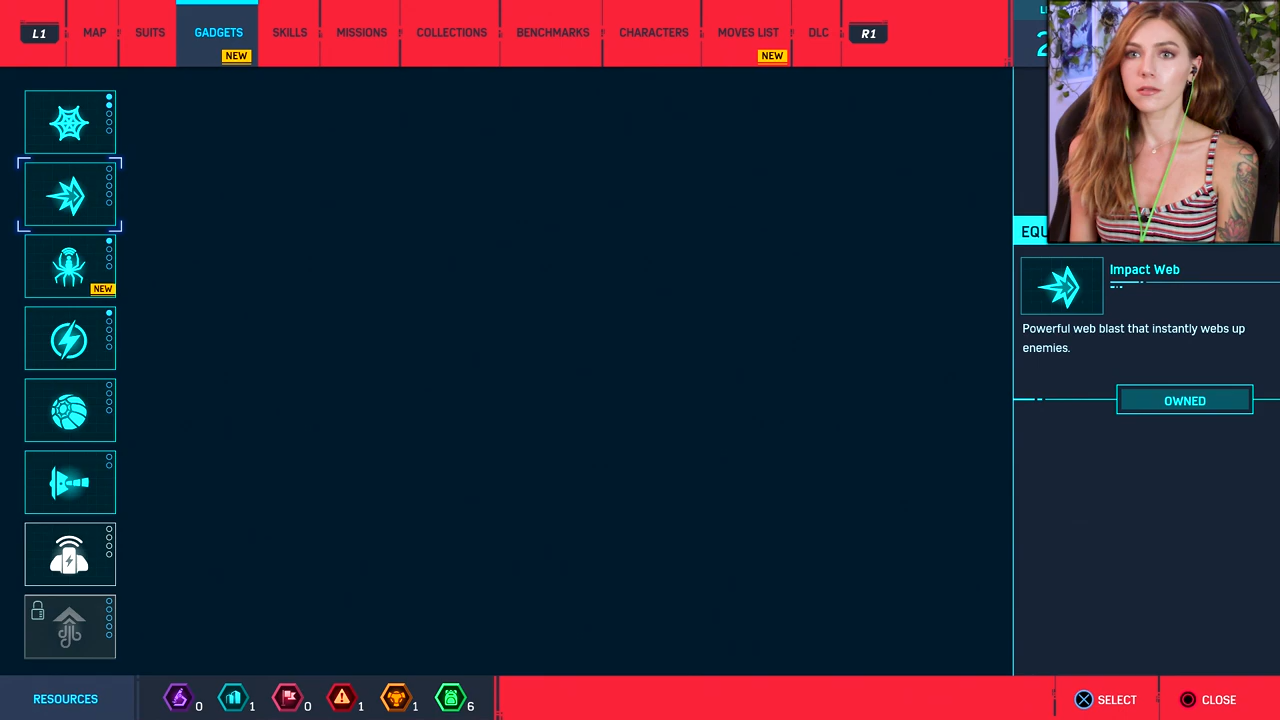 L1 MAP SUITS GADGETS SKILLS MISSIONS COLLECTIONS BENCHMARKS CHARACTERS MOVES LIST DLC R1
NEW NEW
2
NEW
EQU
Impact Web
Powerful web blast that instantly webs up
enemies.
OWNED
RESOURCES 0 1 0 1 1 6 SELECT CLOSE